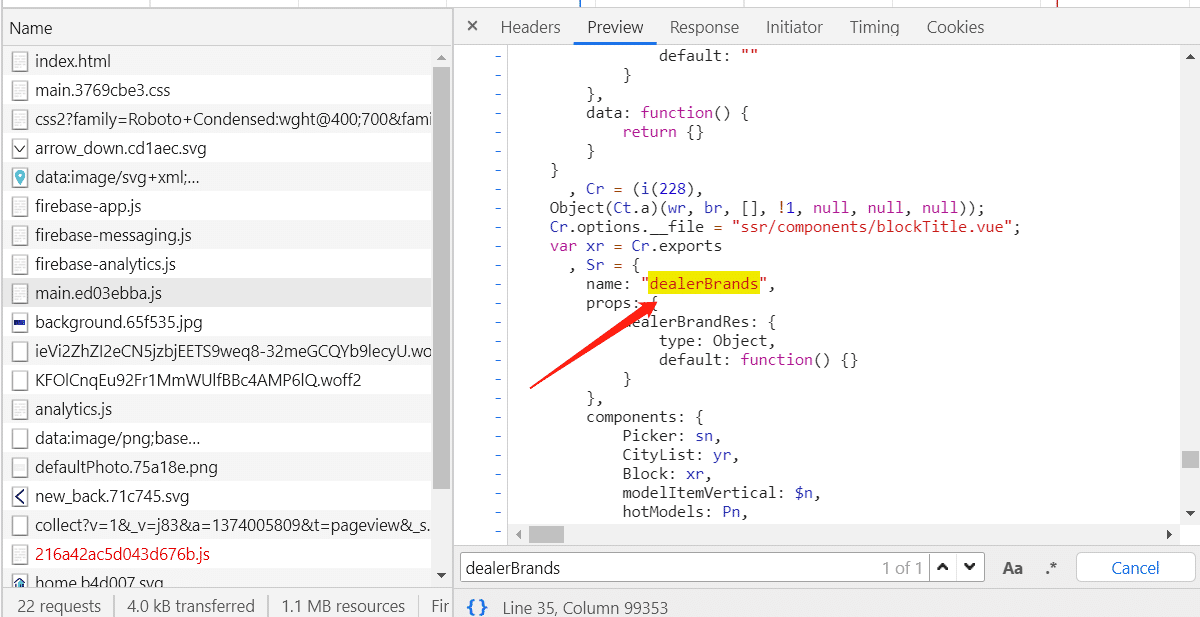 Name
index.html
main.3769cbe3.css
css2?family=Roboto+Condensed:wght@400;700&fami
arrow_down.cd1aec.svg
data:image/svg+xml;...
firebase-app.js
firebase-messaging.js
firebase-analytics.js
main.ed03ebba.js
background.65f535.jpg
ieVi2ZhZI2eCN5jzbjEETS9weq8-32meGCQYb9lecyU.wo
KFOlCnqEu92Fr1MmWUlfBBc4AMP6lQ.woff2
analytics.js
data:image/png;base...
defaultPhoto.75a18e.png
new_back.71c745.svg
collect?v=1&_v=j83&a=1374005809&t=pageview&_s.
216a42ac5d043d676b.js
home.b4d007.svg
22 requests
4.0 kB transferred
1.1 MB resources
Fir
× Headers Preview Response Initiator Timing Cookies
- default: ""
- }
- },
- data: function() {
- return {}
- }
- }
- , Cr = (i(228),
- Object(Ct.a)(wr, br, [], !1, null, null, null));
- Cr.options.__file = "ssr/components/blockTitle.vue";
- var xr = Cr.exports
- , Sr = {
- name: "dealerBrands",
- props: {
- ealerBrandRes: {
- type: Object,
- default: function() {}
- }
- },
- components: {
- Picker: sn,
- CityList: yr,
- Block: xr,
- modelItemVertical: $n,
- hotModels: Pn,
-
dealerBrands 1 of 1 Aa .* Cancel
{} Line 35, Column 99353